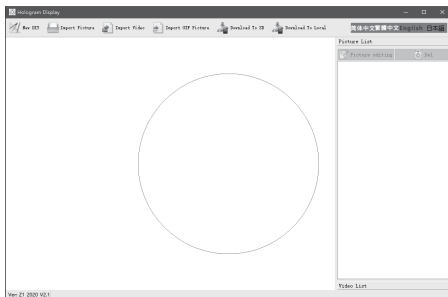 Hologram Display
New SET Import Picture Import Video Import GIF Picture Download To SD Download To Local 简体中文 繁體中文 English 日本語
Picture List
Picture editing Del
Video List
Ver: Z1 2020 V2.1